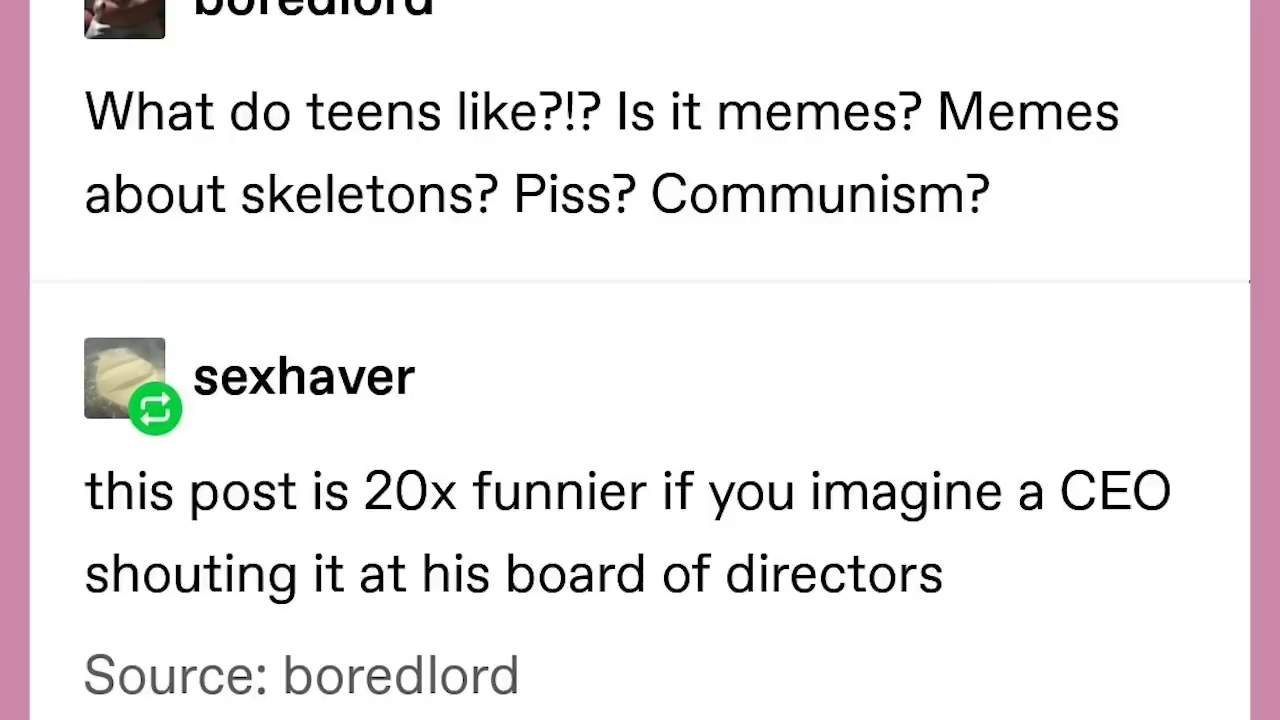 boredlord
What do teens like?!? Is it memes? Memes
about skeletons? Piss? Communism?
sexhaver
this post is 20x funnier if you imagine a CEO
shouting it at his board of directors
Source: boredlord